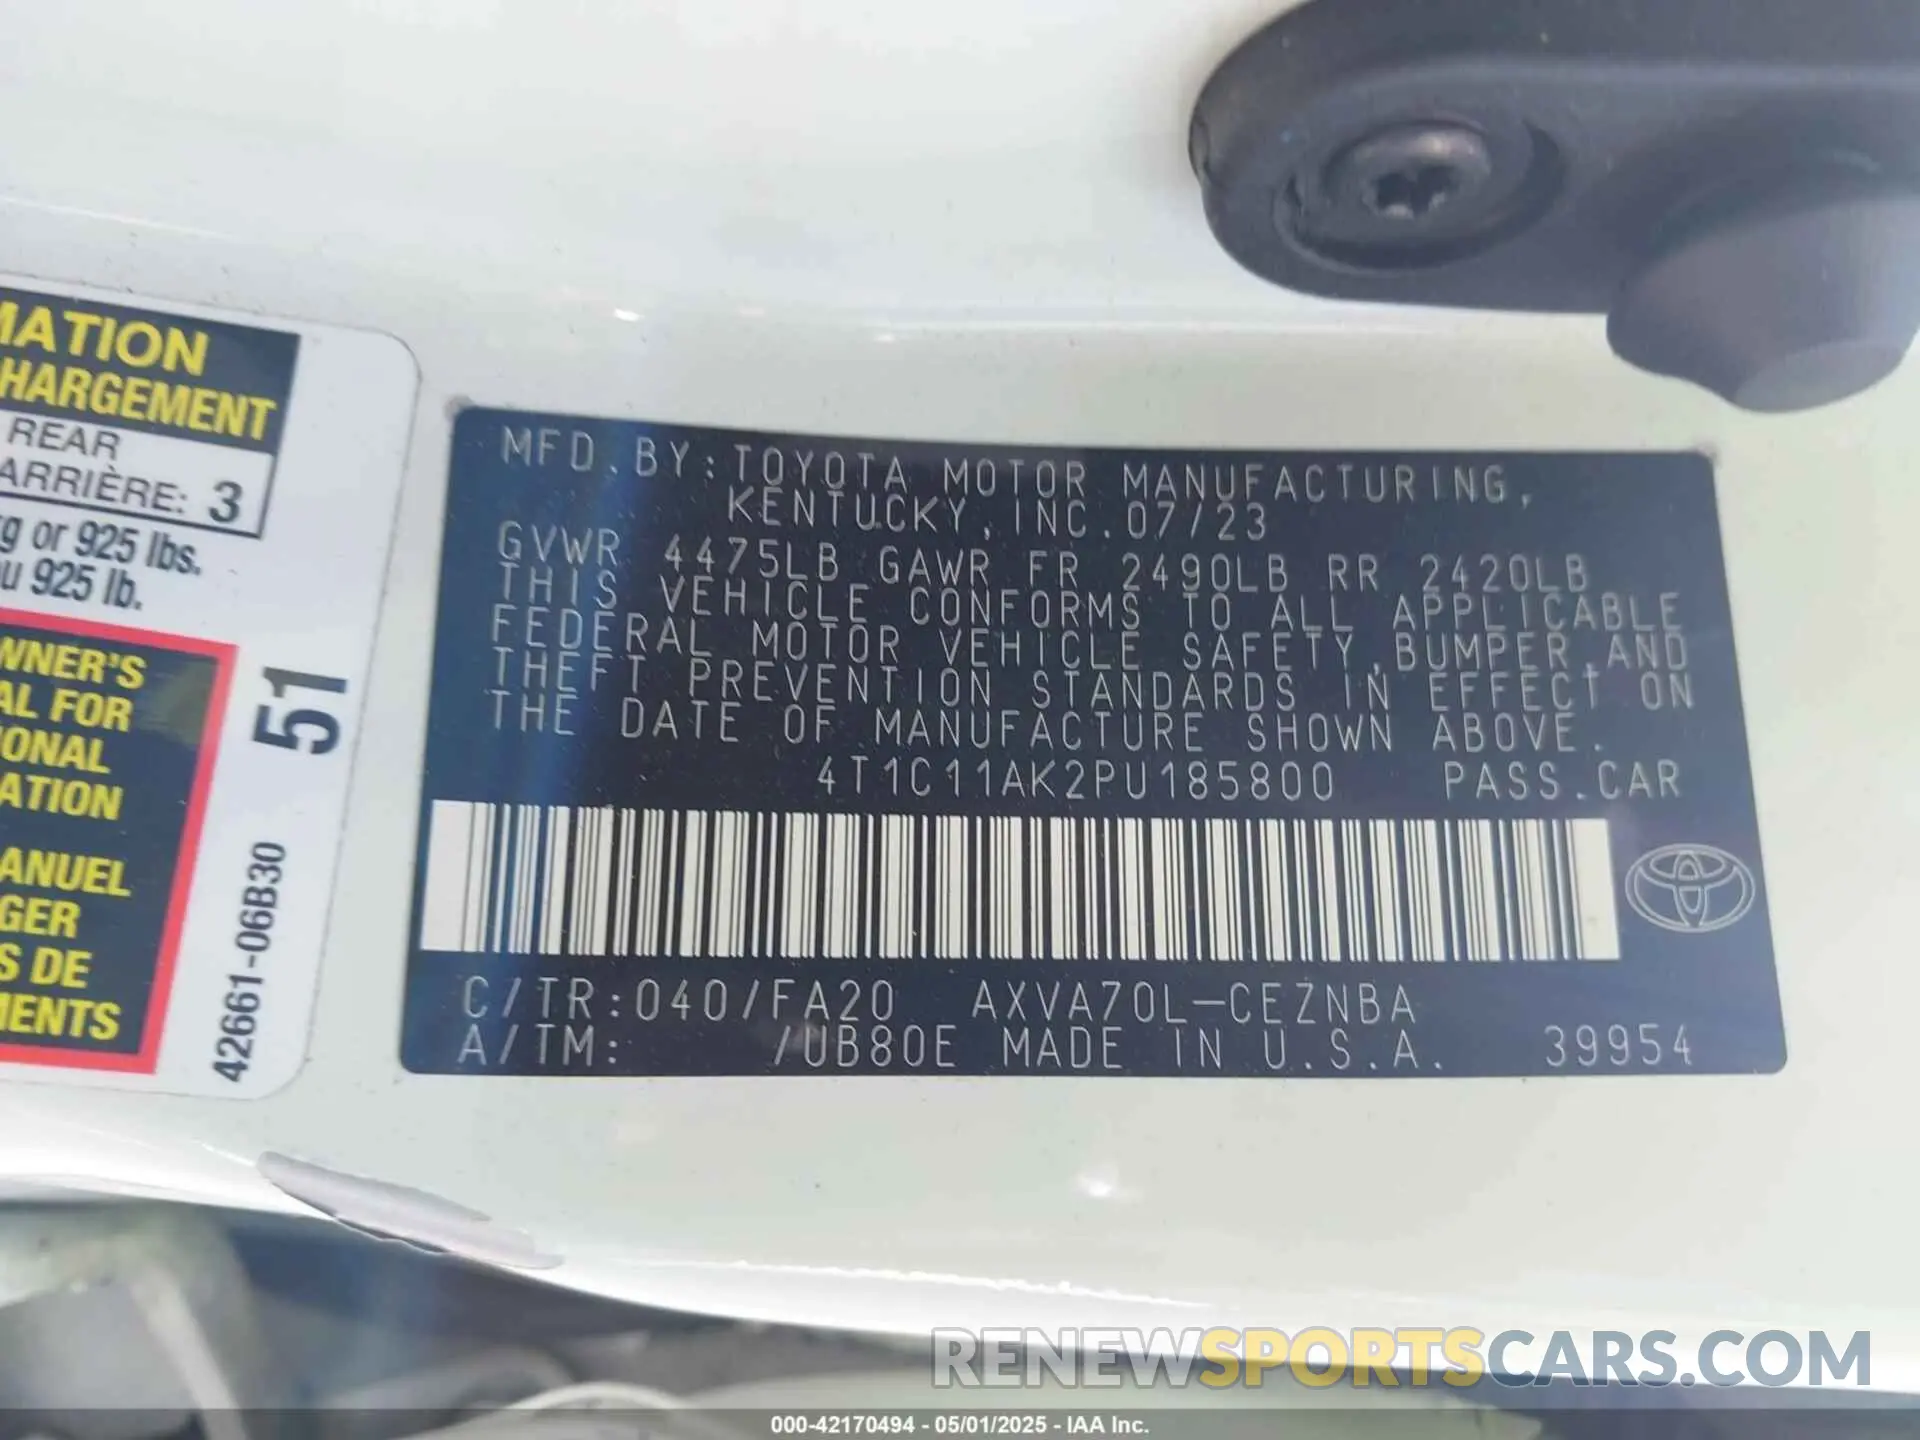 MATION
HARGEMENT
REAR
ARRIÈRE: 3
kg or 925 lbs.
ou 925 lb.
WNER'S
AL FOR
IONAL
ATION
ANUEL
GER
S DE
MENTS
51
42661-06B30
MFD.BY:TOYOTA MOTOR MANUFACTURING,
KENTUCKY,INC.07/23
GVWR 4475LB GAWR FR 2490LB RR 2420LB
THIS VEHICLE CONFORMS TO ALL APPLICABLE
FEDERAL MOTOR VEHICLE SAFETY,BUMPER,AND
THEFT PREVENTION STANDARDS IN EFFECT ON
THE DATE OF MANUFACTURE SHOWN ABOVE.
4T1C11AK2PU185800 PASS.CAR
C/TR:040/FA20 AXVA70L-CEZNBA
A/TM: /UB80E MADE IN U.S.A. 39954
RENEWSPORTSCARS.COM
000-42170494 - 05/01/2025 - IAA Inc.